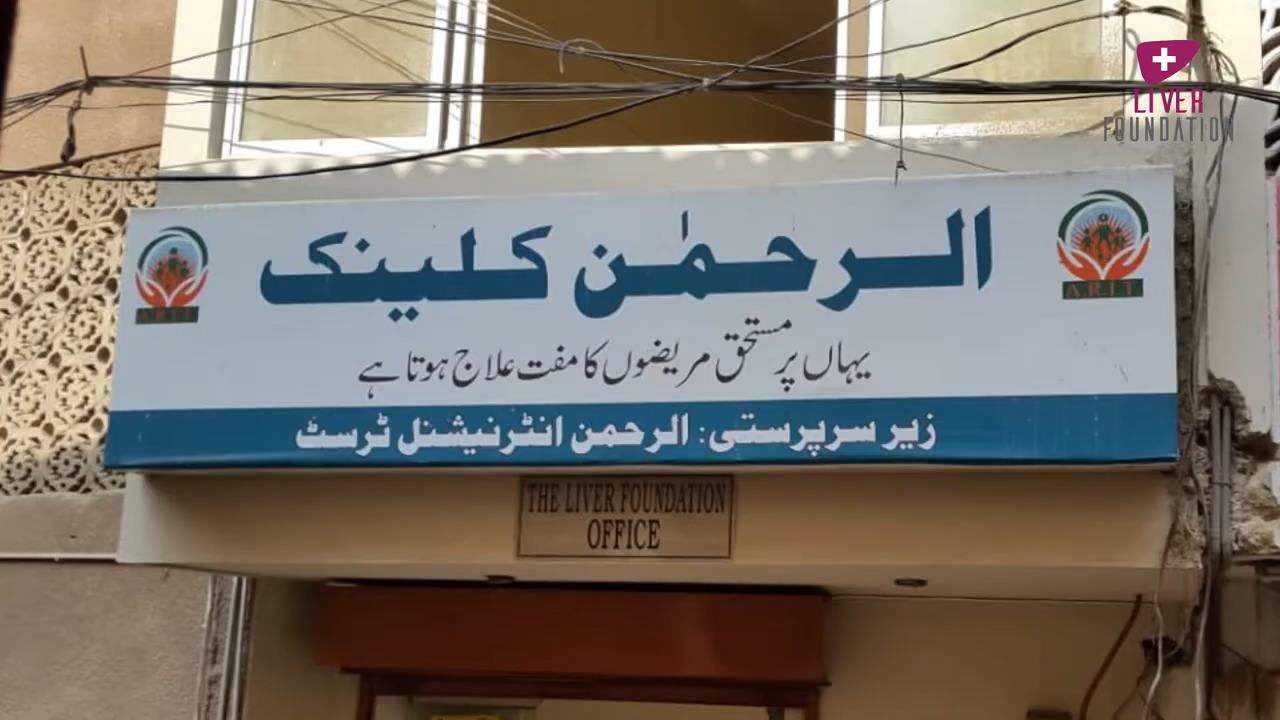 LIVER
FOUNDATION
الرحمٰن کلینک
یہاں پر مستحق مریضوں کا مفت علاج ہوتا ہے
زیر سرپرستی: الرحمن انٹرنیشنل ٹرسٹ
A.R.I.T
A.R.I.T
THE LIVER FOUNDATION
OFFICE